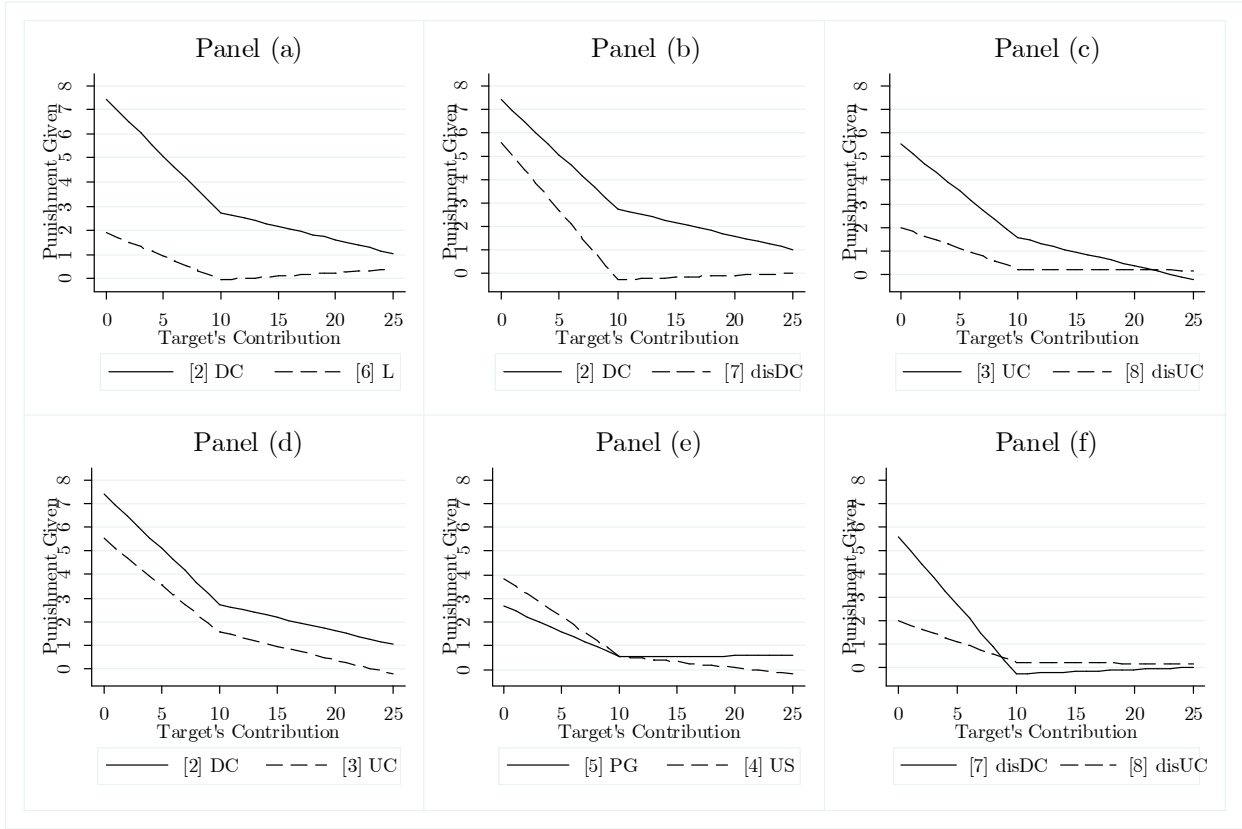 Panel (a)
Punishment Given
8
7
6
5
4
3
2
1
0
0 5 10 15 20 25
Target's Contribution
[2] DC [6] L
Panel (b)
Punishment Given
8
7
6
5
4
3
2
1
0
0 5 10 15 20 25
Target's Contribution
[2] DC [7] disDC
Panel (c)
Punishment Given
8
7
6
5
4
3
2
1
0
0 5 10 15 20 25
Target's Contribution
[3] UC [8] disUC
Panel (d)
Punishment Given
8
7
6
5
4
3
2
1
0
0 5 10 15 20 25
Target's Contribution
[2] DC [3] UC
Panel (e)
Punishment Given
8
7
6
5
4
3
2
1
0
0 5 10 15 20 25
Target's Contribution
[5] PG [4] US
Panel (f)
Punishment Given
8
7
6
5
4
3
2
1
0
0 5 10 15 20 25
Target's Contribution
[7] disDC [8] disUC